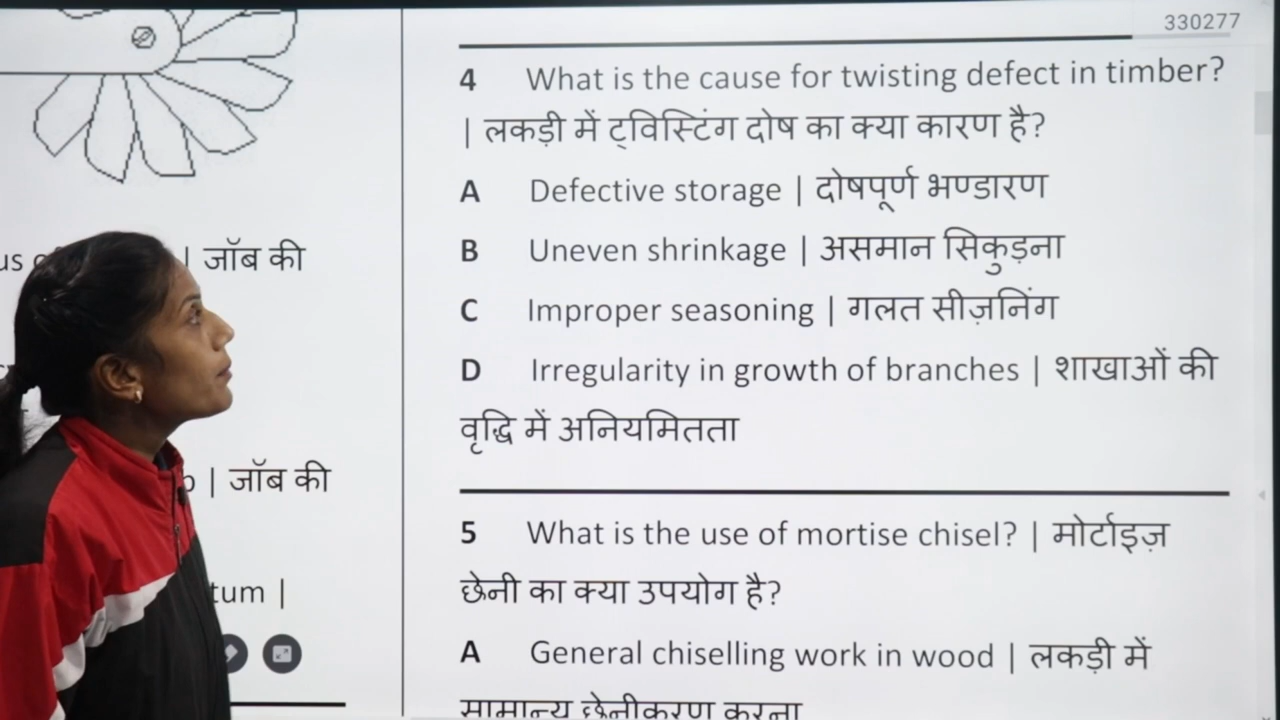 330277
4 What is the cause for twisting defect in timber?
| लकड़ी में ट्विस्टिंग दोष का क्या कारण है?
A Defective storage | दोषपूर्ण भण्डारण
B Uneven shrinkage | असमान सिकुड़ना
C Improper seasoning | गलत सीज़निंग
D Irregularity in growth of branches | शाखाओं की
वृद्धि में अनियमितता
5 What is the use of mortise chisel? | मोर्टाइज़
छेनी का क्या उपयोग है?
A General chiselling work in wood | लकड़ी में
सामान्य छेनीकरण करना
| जॉब की
| जॉब की